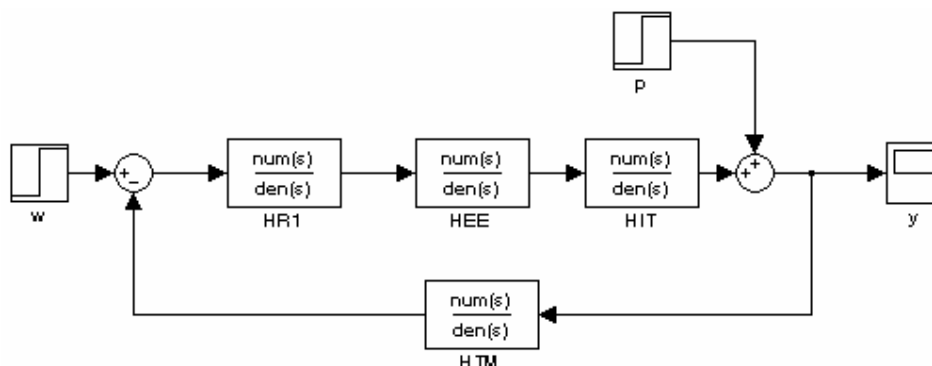 P
w
+
−
num(s)
den(s)
HR1
num(s)
den(s)
HEE
num(s)
den(s)
HIT
+
+
y
num(s)
den(s)
HTM